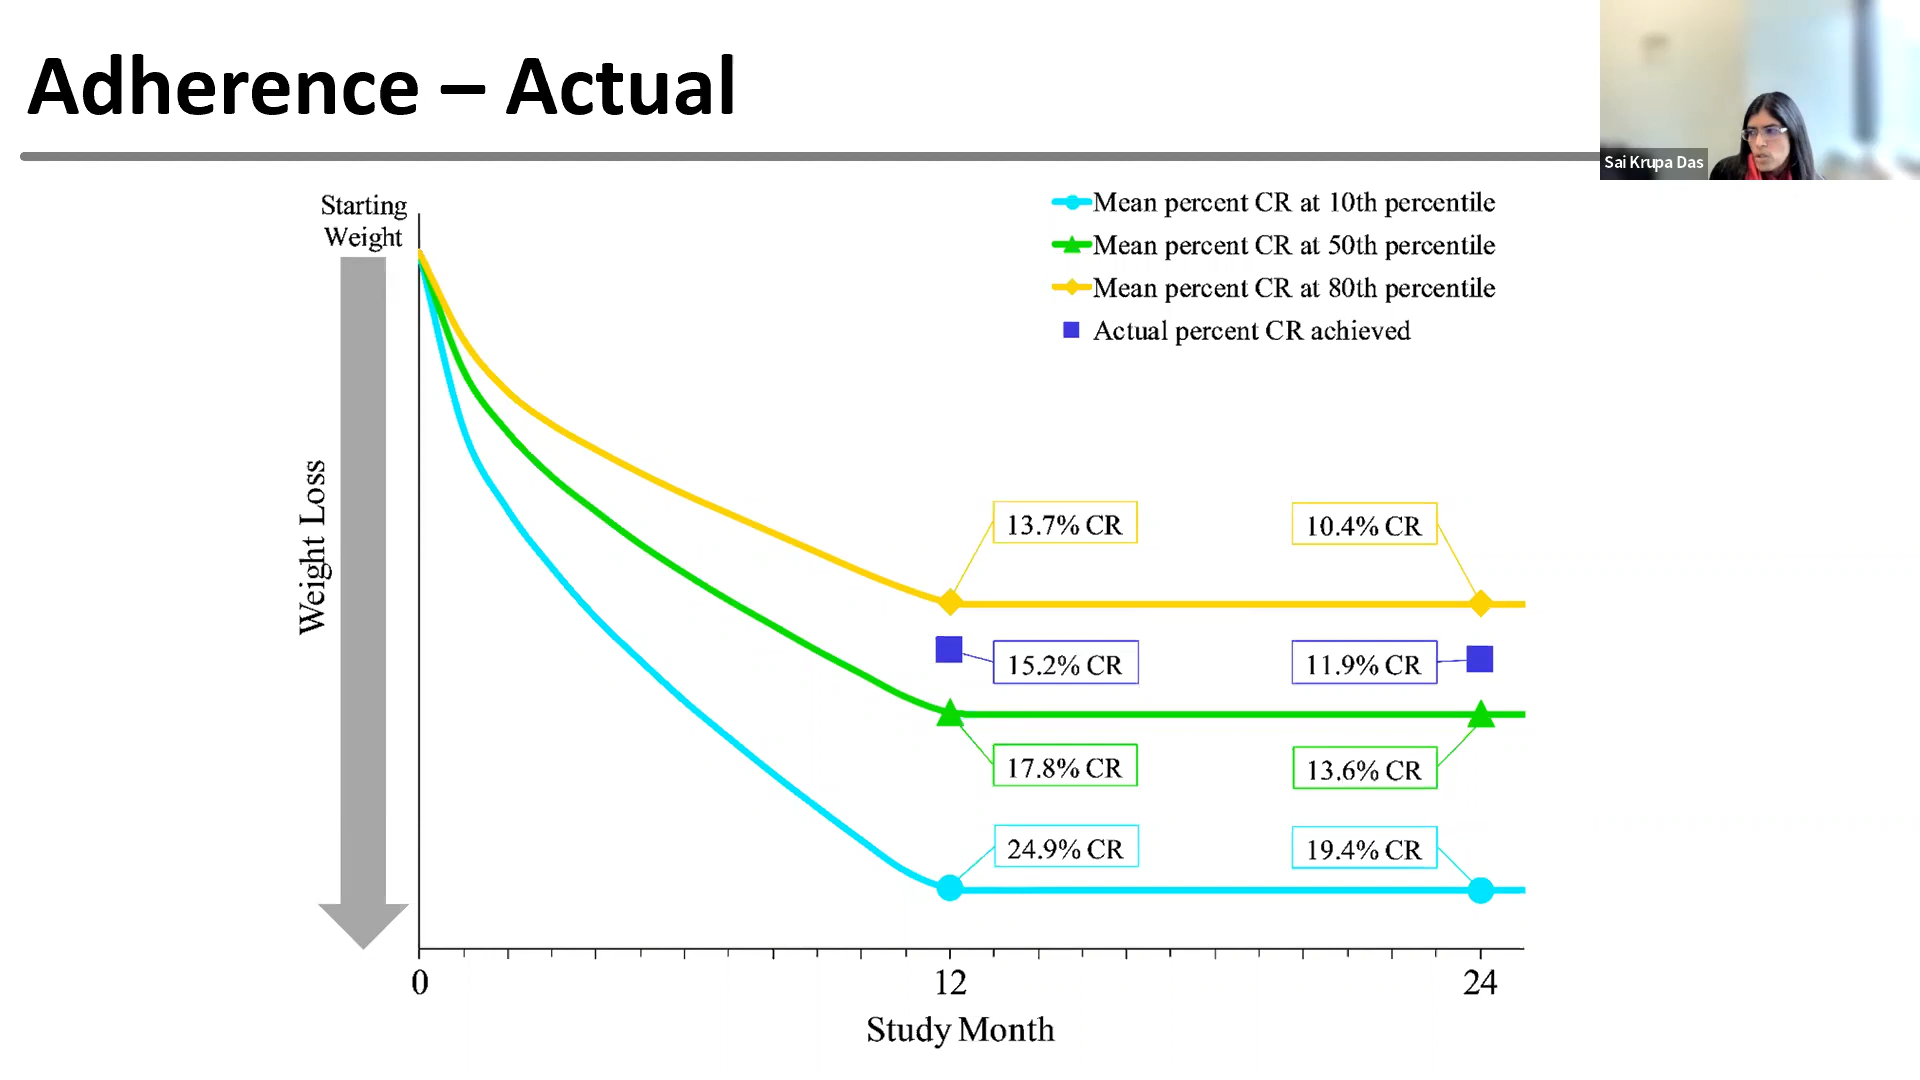 Adherence – Actual
Sai Krupa Das
Starting
Weight
Mean percent CR at 10th percentile
Mean percent CR at 50th percentile
Mean percent CR at 80th percentile
Actual percent CR achieved
Weight Loss
13.7% CR
10.4% CR
15.2% CR
11.9% CR
17.8% CR
13.6% CR
24.9% CR
19.4% CR
0
12
24
Study Month